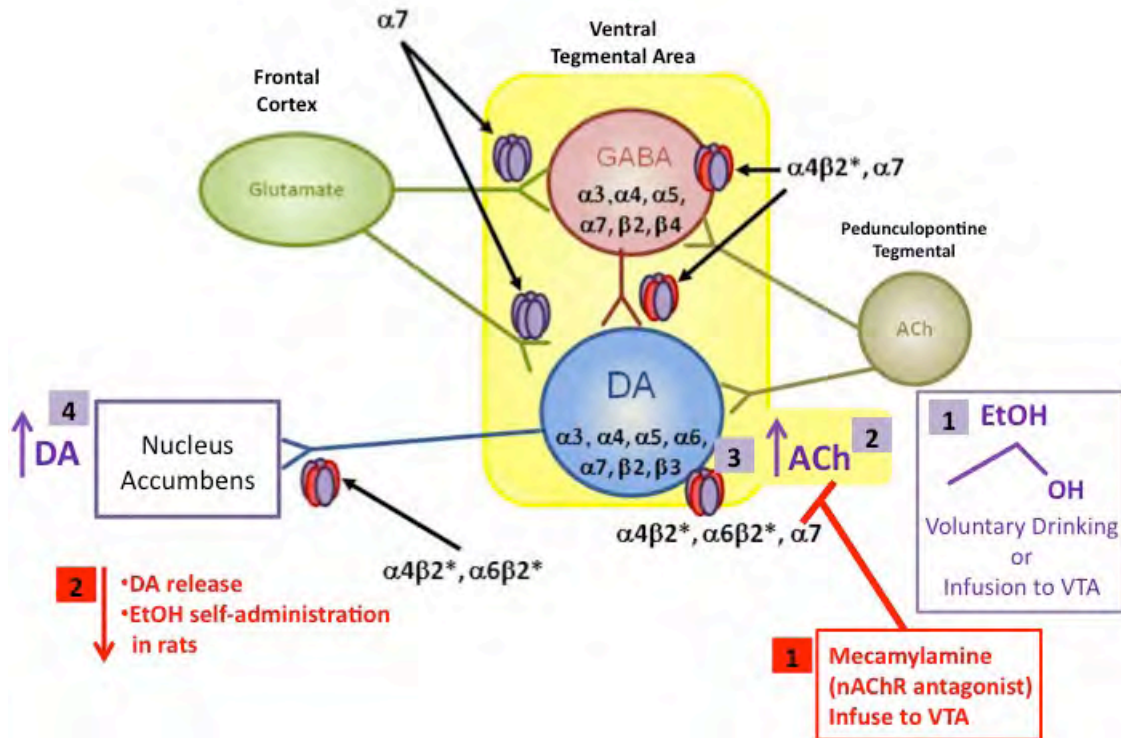 α7
Ventral
Tegmental Area
Frontal
Cortex
Glutamate
GABA
α3,α4, α5,
α7, β2, β4
α4β2*, α7
Pedunculopontine
Tegmental
ACh
DA
α3, α4, α5, α6,
α7, β2, β3
4
DA
Nucleus
Accumbens
3
ACh
2
α4β2*, α6β2*, α7
α4β2*, α6β2*
1
EtOH
OH
Voluntary Drinking
or
Infusion to VTA
2
•DA release
•EtOH self-administration
in rats
1
Mecamylamine
(nAChR antagonist)
Infuse to VTA